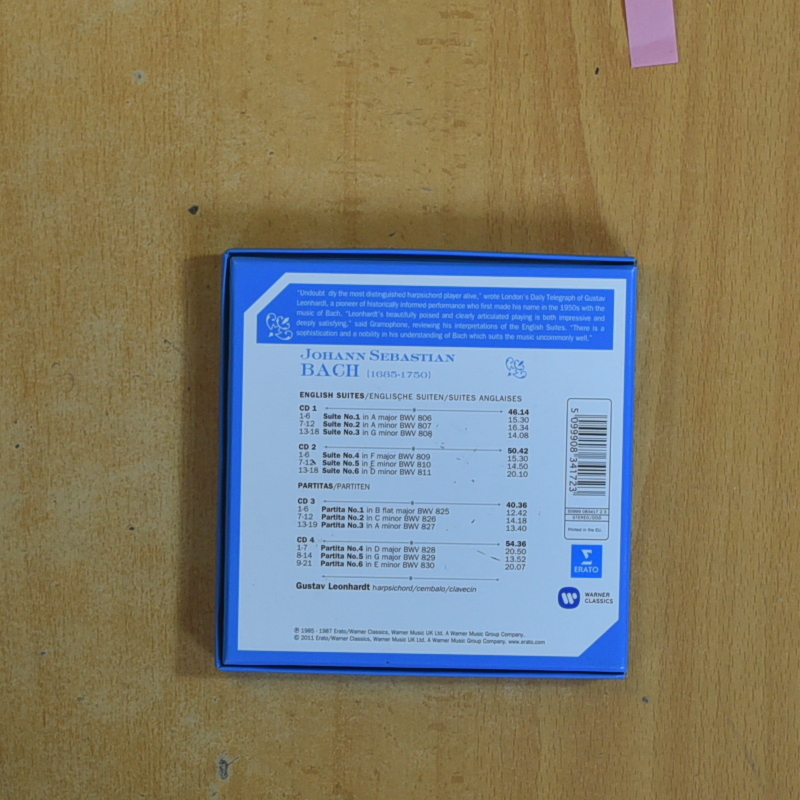 "Undoubt dly the most distinguished harpsichord player alive," wrote London's Daily Telegraph of Gustav
Leonhardt, a pioneer of historically informed performance who first made his name in the 1950s with the
music of Bach. "Leonhardt's beautifully poised and clearly articulated playing is both impressive and
deeply satisfying," said Gramophone, reviewing his interpretations of the English Suites. "There is a
sophistication and a nobility in his understanding of Bach which suits the music uncommonly well."
JOHANN SEBASTIAN
BACH [1685-1750]
ENGLISH SUITES/ENGLISCHE SUITEN/SUITES ANGLAISES
CD 1 46.14
1-6 Suite No.1 in A major BWV 806 15.30
7-12 Suite No.2 in A minor BWV 807 16.34
13-18 Suite No.3 in G minor BWV 808 14.08
CD 2 50.42
1-6 Suite No.4 in F major BWV 809 15.30
7-12 Suite No.5 in E minor BWV 810 14.50
13-18 Suite No.6 in D minor BWV 811 20.10
PARTITAS/PARTITEN
CD 3 40.36
1-6 Partita No.1 in B flat major BWV 825 12.42
7-12 Partita No.2 in C minor BWV 826 14.18
13-19 Partita No.3 in A minor BWV 827 13.40
CD 4 54.36
1-7 Partita No.4 in D major BWV 828 20.50
8-14 Partita No.5 in G major BWV 829 13.52
9-21 Partita No.6 in E minor BWV 830 20.07
Gustav Leonhardt harpsichord/cembalo/clavecin
5 099908 341723
Printed in the EU.
ERATO
WARNER
CLASSICS
℗ 1985 - 1987 Erato/Warner Classics, Warner Music UK Ltd. A Warner Music Group Company.
© 2011 Erato/Warner Classics, Warner Music UK Ltd. A Warner Music Group Company. www.erato.com